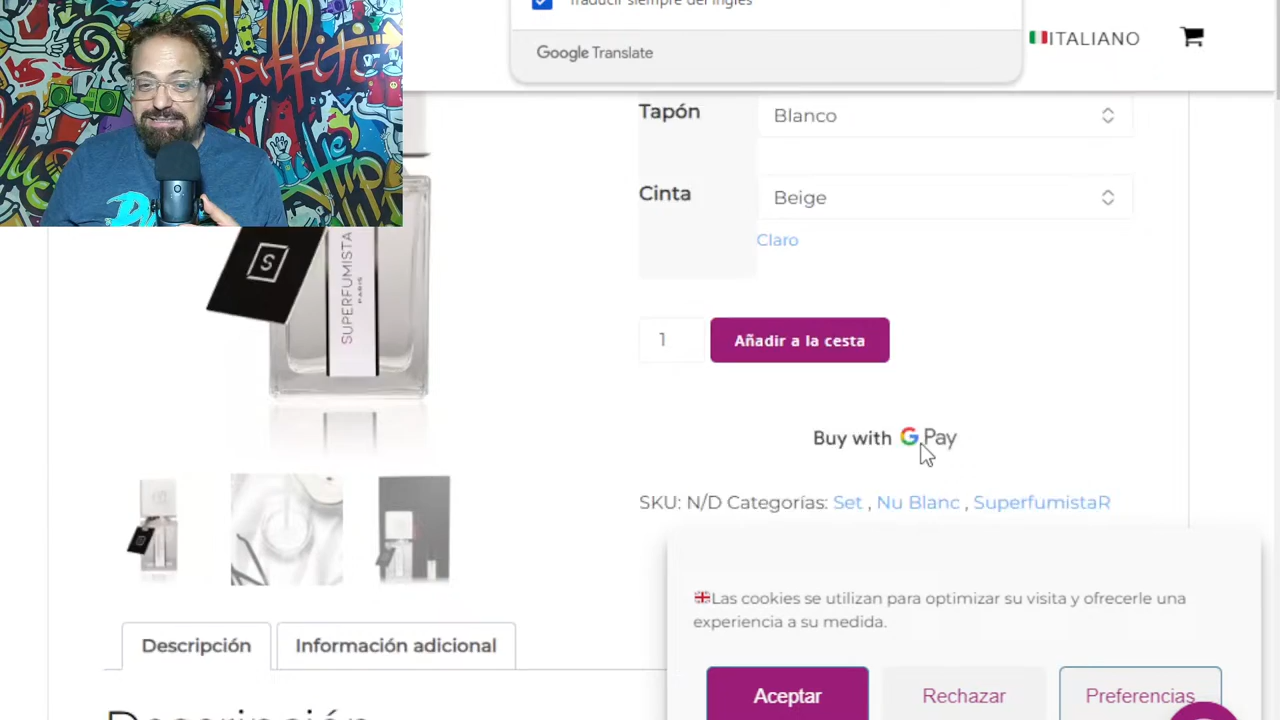 Traducir siempre del inglés
Google Translate
ITALIANO
Tapón
Blanco
Cinta
Beige
Claro
S
SUPERFUMISTA
PARIS
1
Añadir a la cesta
Buy with G Pay
SKU: N/D Categorías: Set , Nu Blanc , SuperfumistaR
Las cookies se utilizan para optimizar su visita y ofrecerle una
experiencia a su medida.
Descripción
Información adicional
Aceptar
Rechazar
Preferencias
Descripción